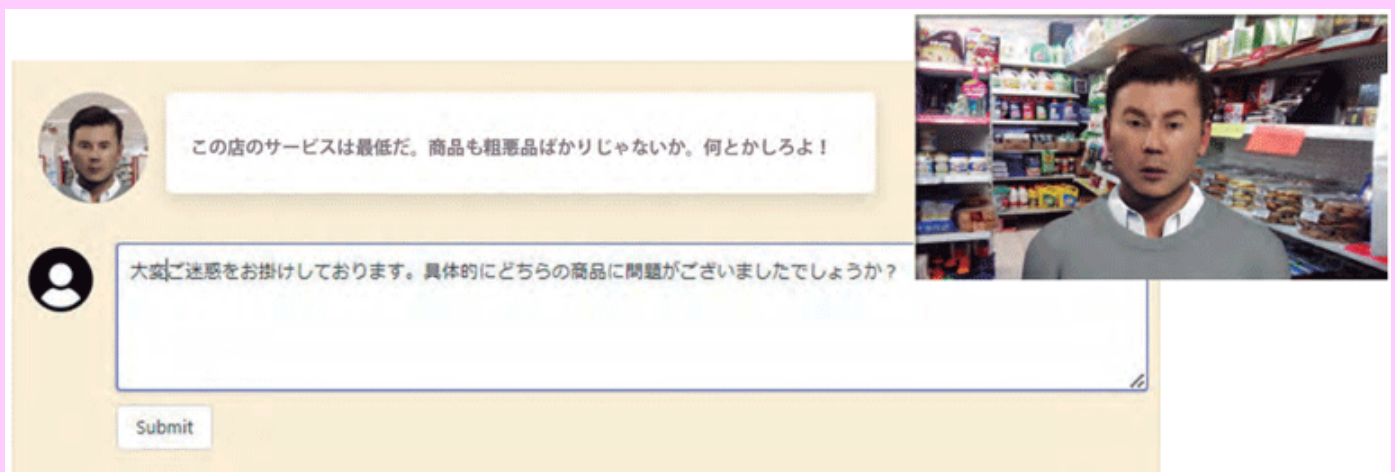 この店のサービスは最低だ。商品も粗悪品ばかりじゃないか。何とかしろよ！
大変ご迷惑をお掛けしております。具体的にどちらの商品に問題がございましたでしょうか？
Submit